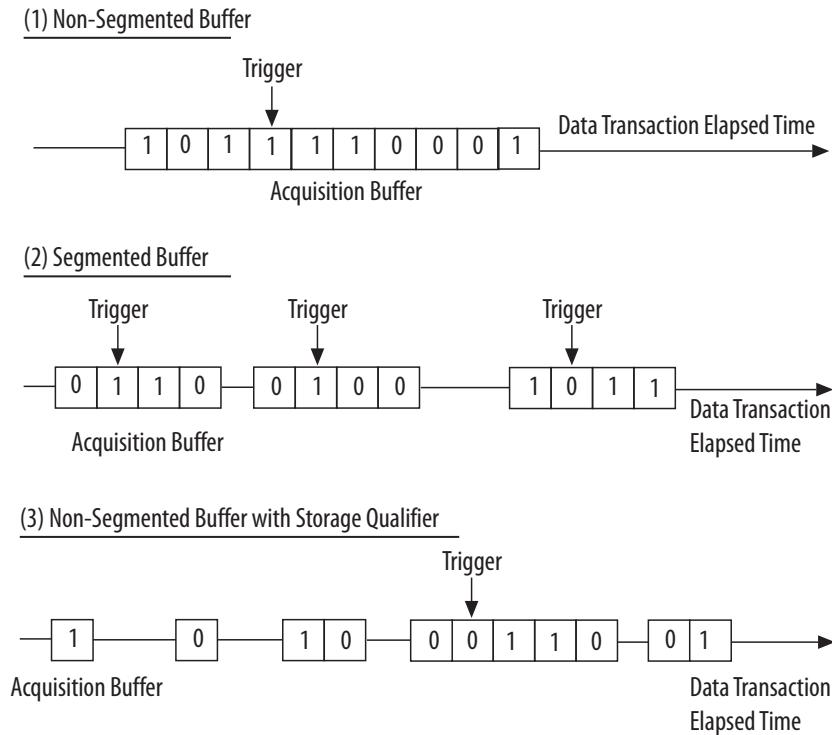 (1) Non-Segmented Buffer
Trigger
1 0 1 1 1 1 0 0 0 1
Data Transaction Elapsed Time
Acquisition Buffer
(2) Segmented Buffer
Trigger Trigger Trigger
0 1 1 0 0 1 0 0 1 0 1 1
Data Transaction
Elapsed Time
Acquisition Buffer
(3) Non-Segmented Buffer with Storage Qualifier
Trigger
1 0 1 0 0 0 1 1 0 0 1
Acquisition Buffer
Data Transaction
Elapsed Time